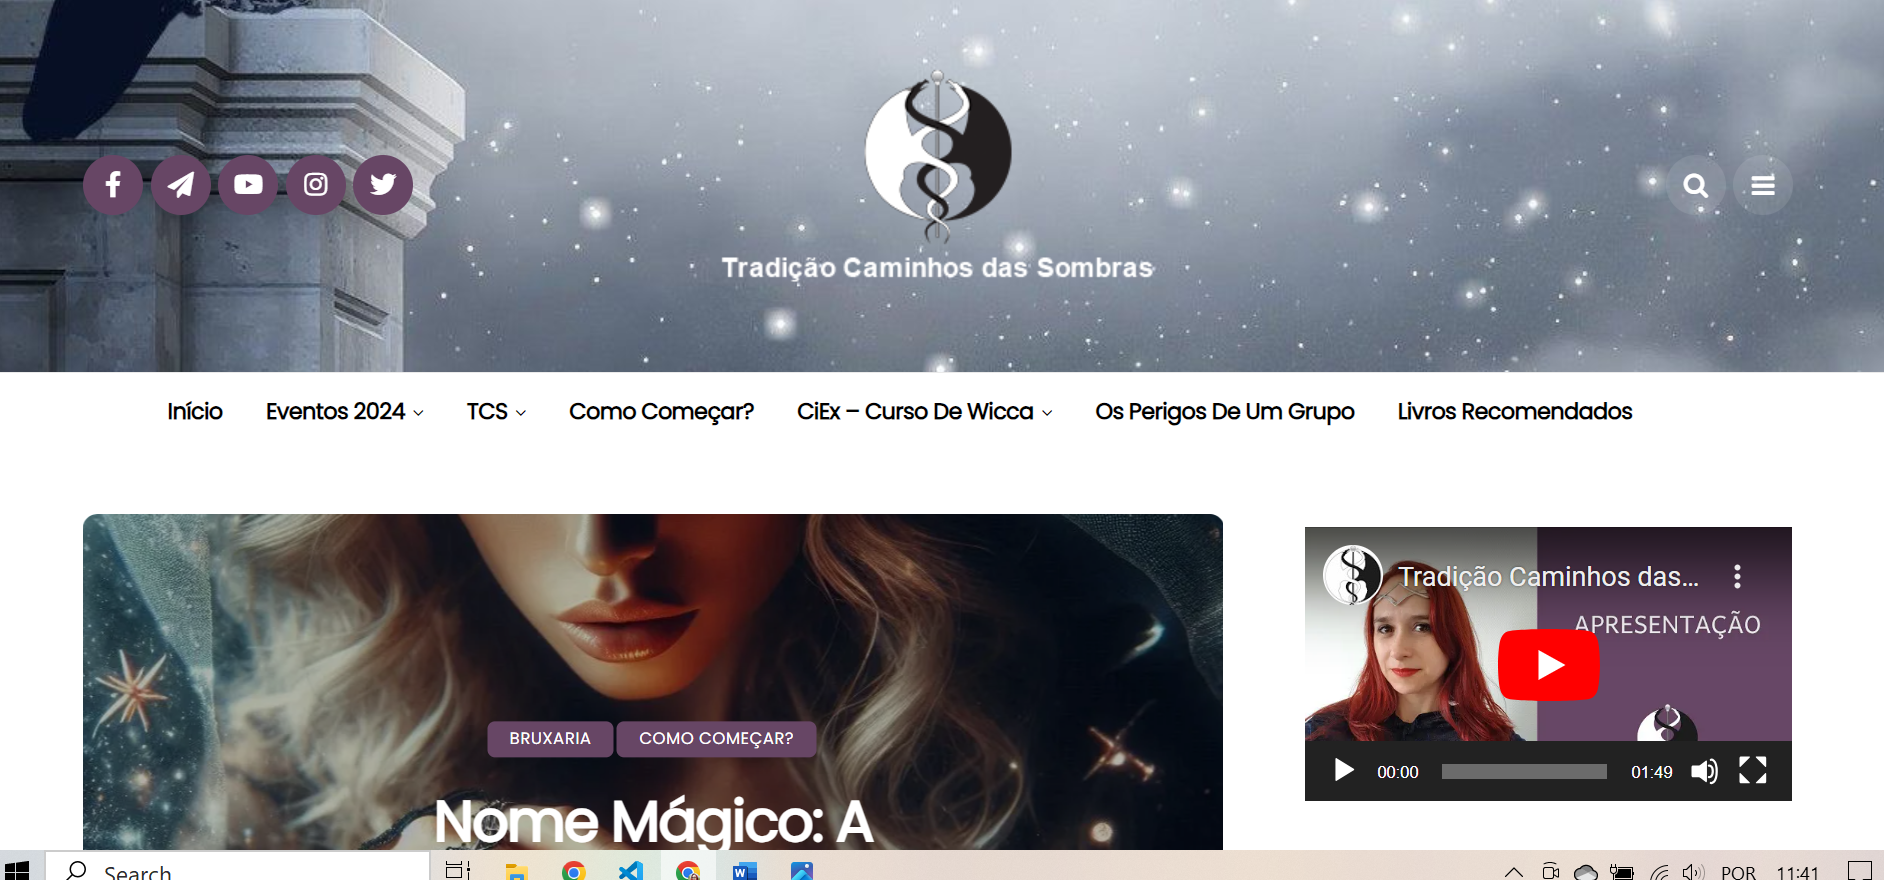 Tradição Caminhos das Sombras
Início Eventos 2024 TCS Como Começar? CiEx – Curso De Wicca Os Perigos De Um Grupo Livros Recomendados
Tradição Caminhos das...
APRESENTAÇÃO
BRUXARIA COMO COMEÇAR?
00:00 01:49
Nome Mágico: A
Search
POR 11:41